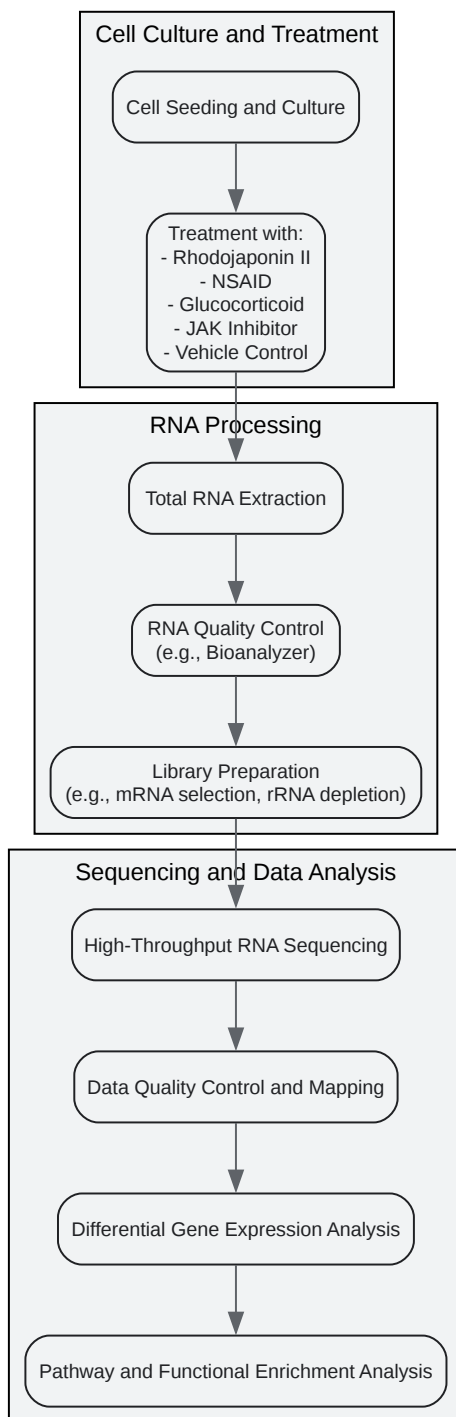 Cell Culture and Treatment
Cell Seeding and Culture
Treatment with:
- Rhodojaponin II
- NSAID
- Glucocorticoid
- JAK Inhibitor
- Vehicle Control
RNA Processing
Total RNA Extraction
RNA Quality Control
(e.g., Bioanalyzer)
Library Preparation
(e.g., mRNA selection, rRNA depletion)
Sequencing and Data Analysis
High-Throughput RNA Sequencing
Data Quality Control and Mapping
Differential Gene Expression Analysis
Pathway and Functional Enrichment Analysis